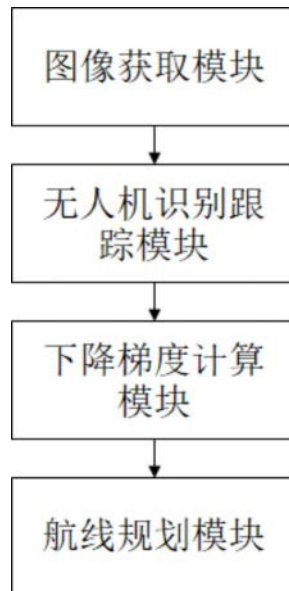 图像获取模块
无人机识别跟
踪模块
下降梯度计算
模块
航线规划模块